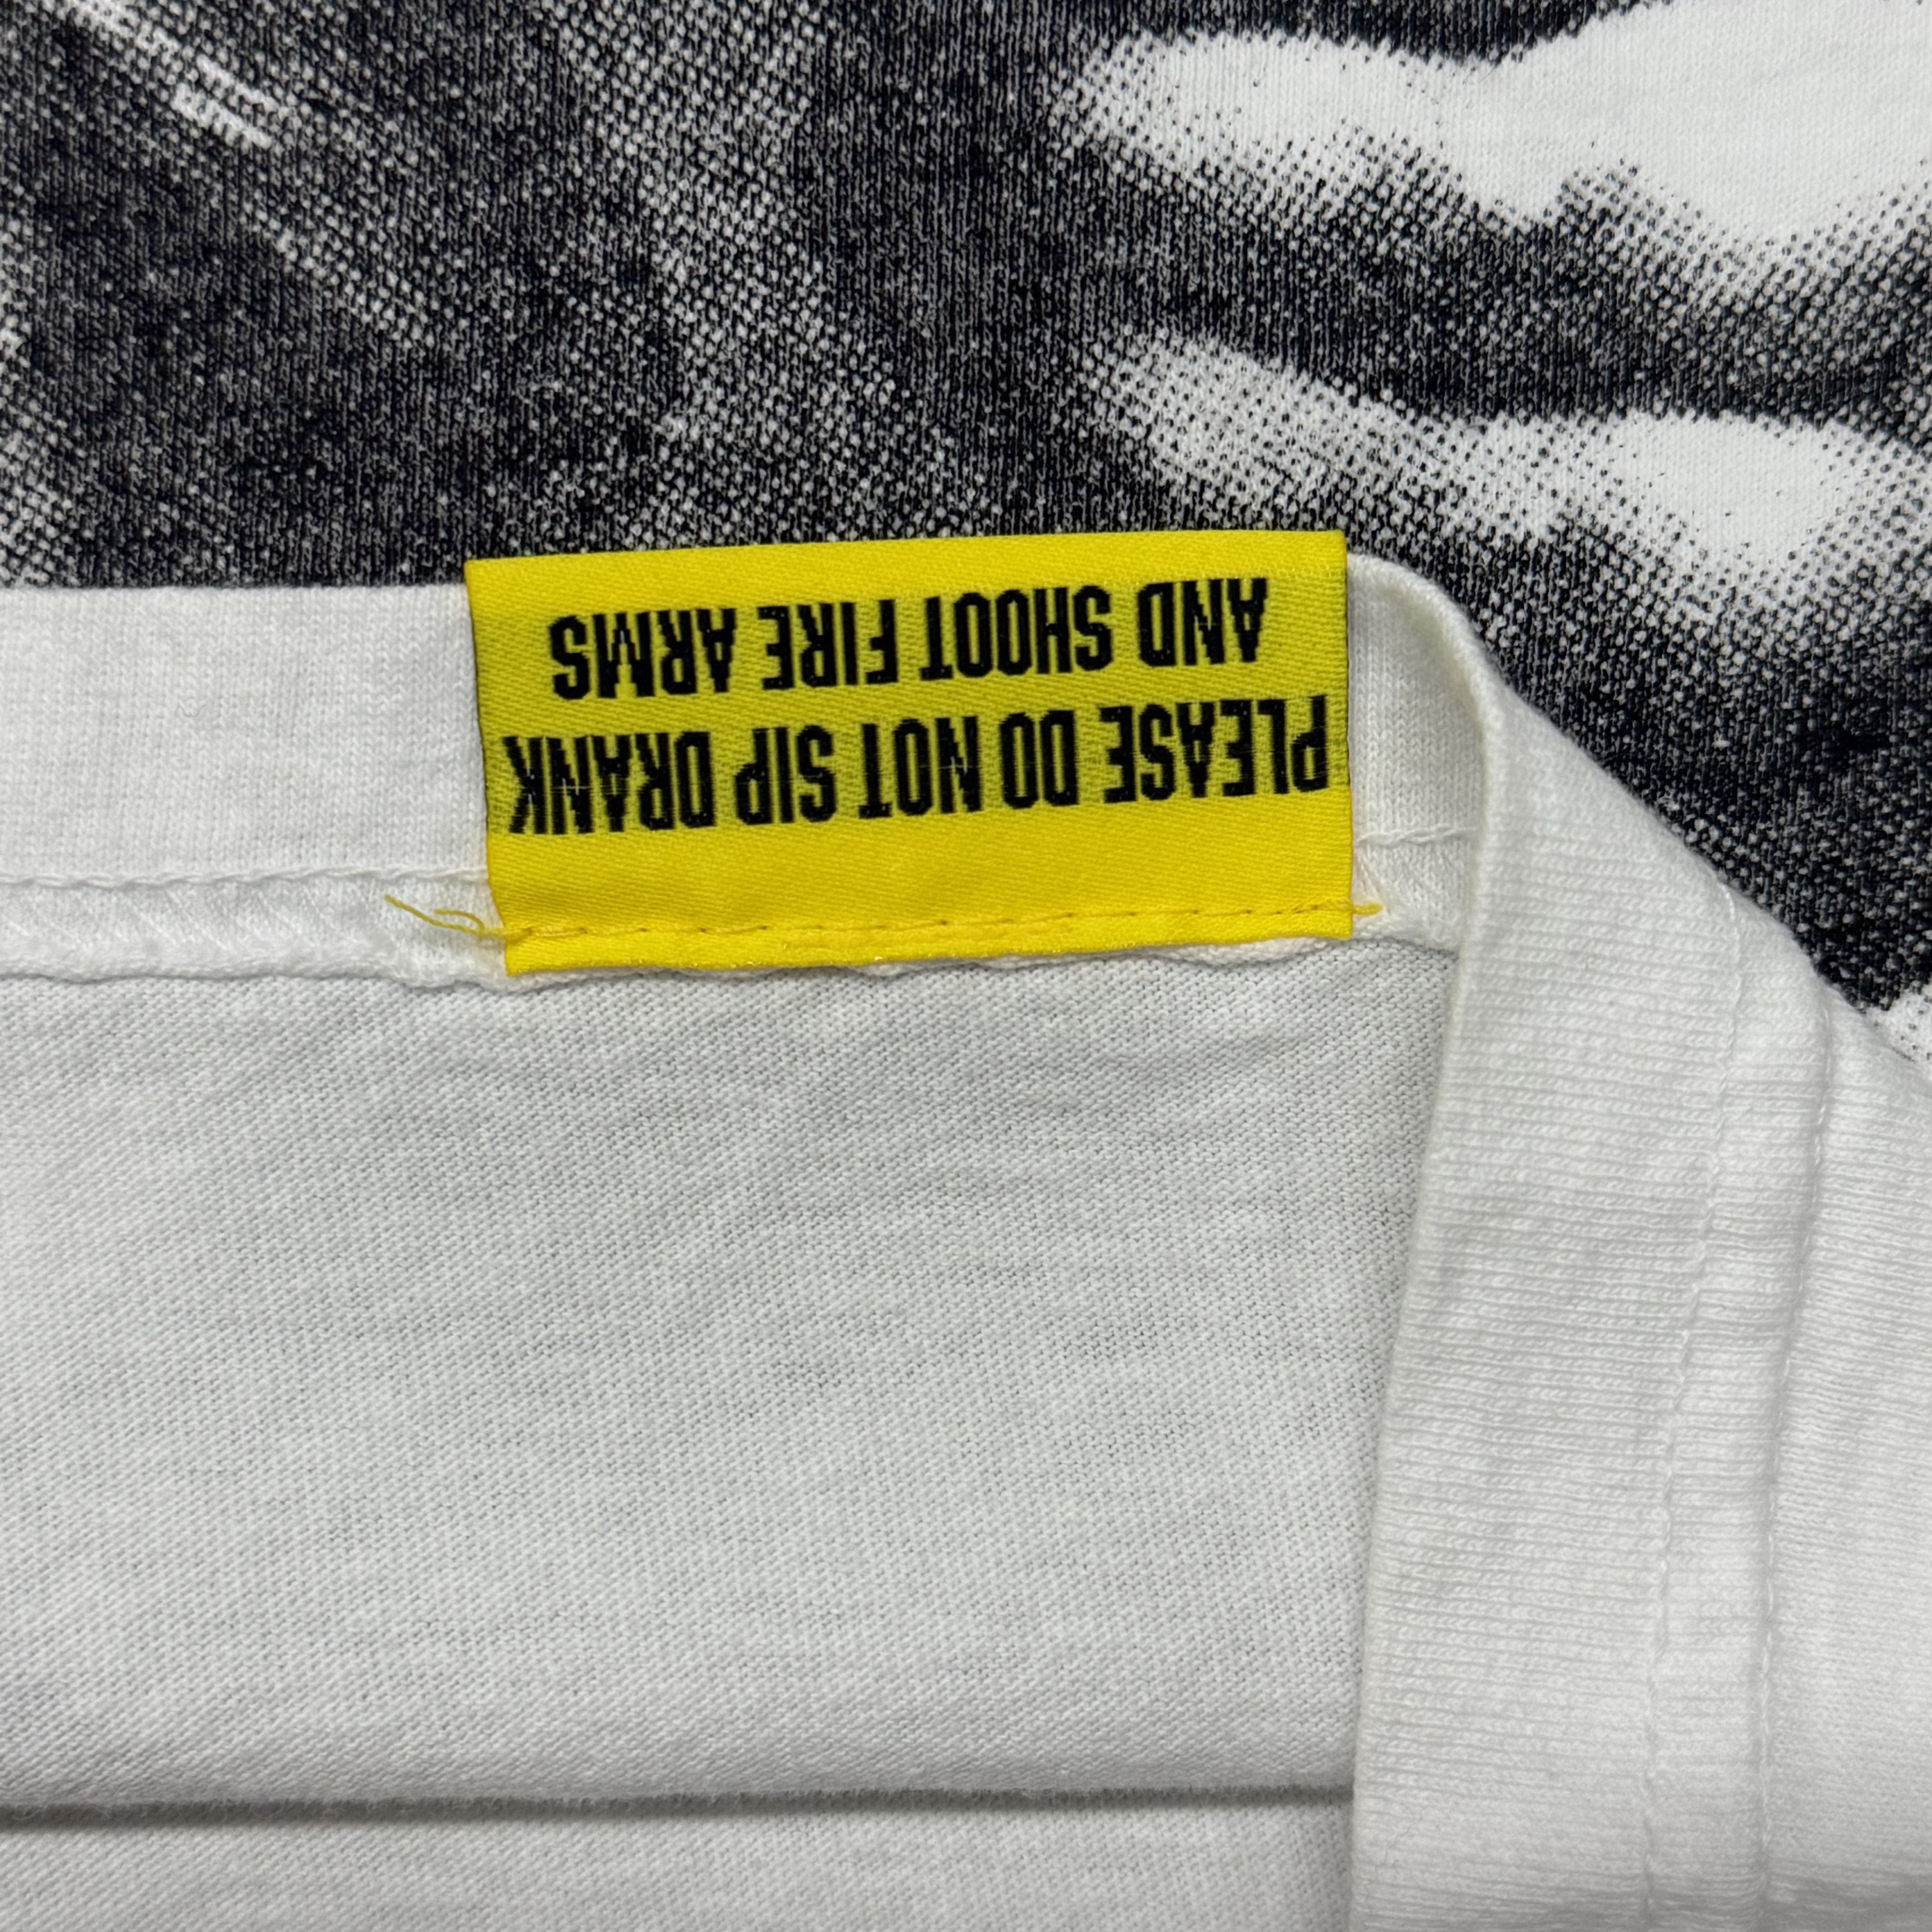 PLEASE DO NOT SIP DRANK
AND SHOOT FIRE ARMS